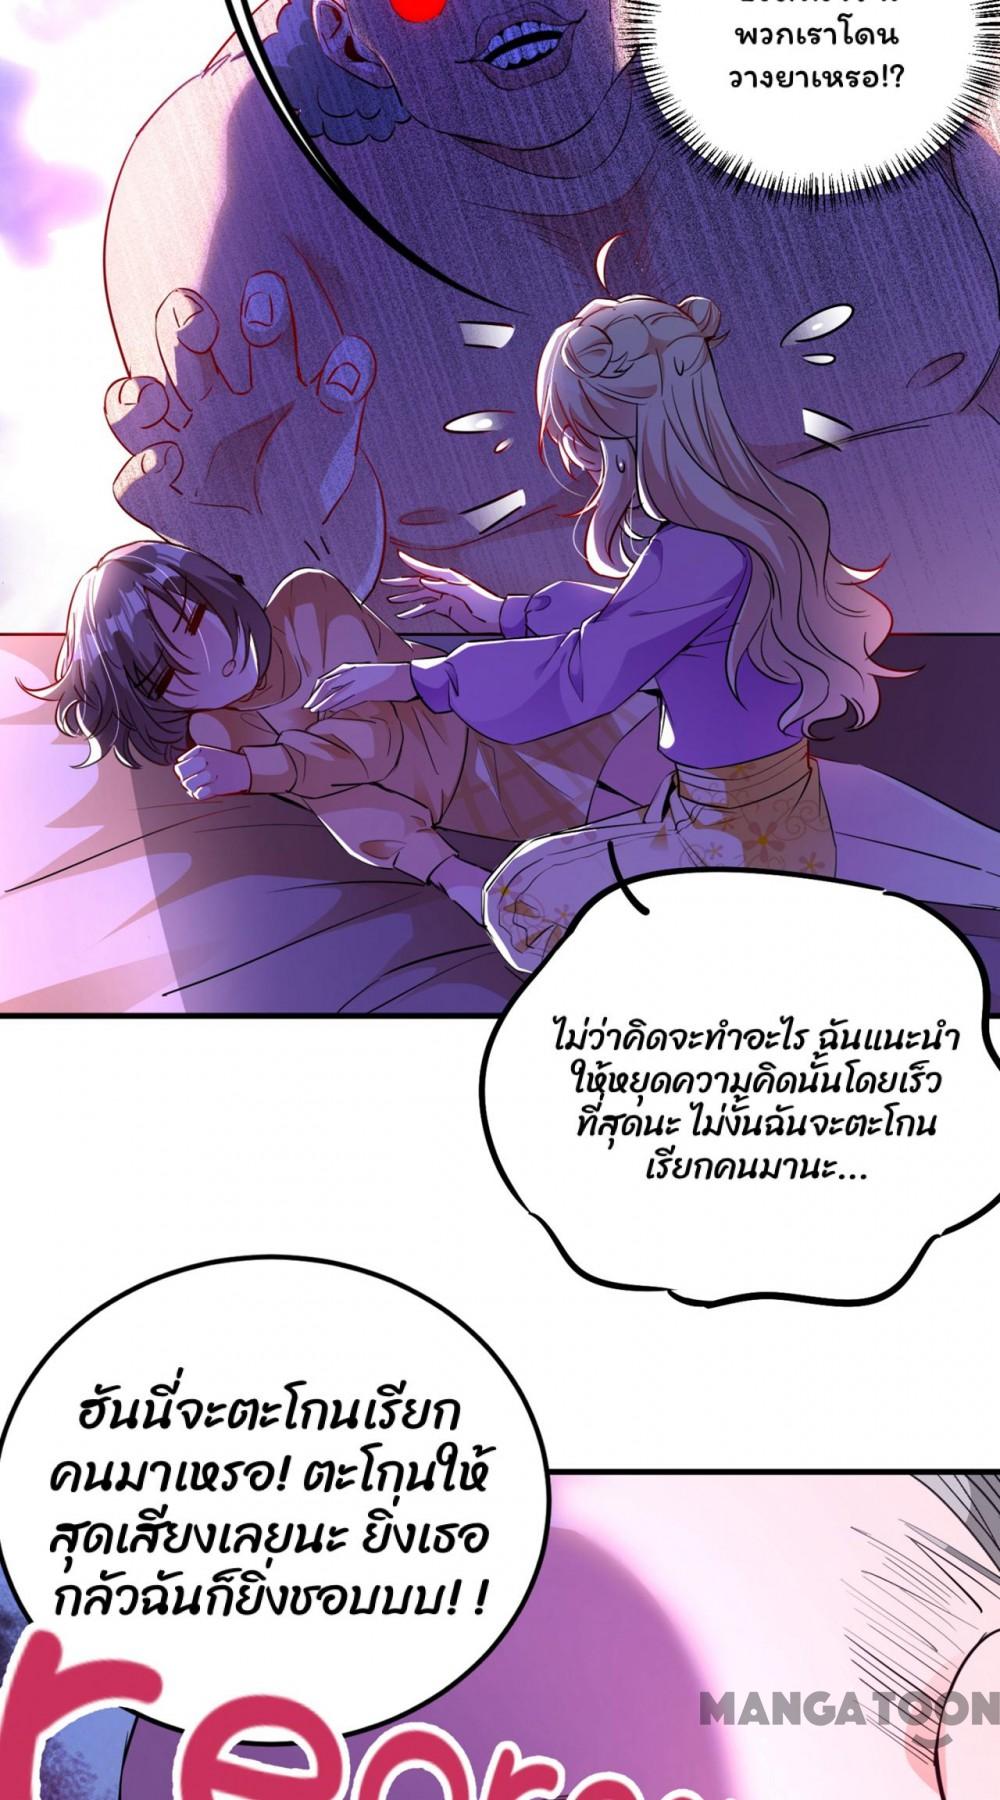 พวกเราโดน
วางยาเหรอ!?
ไม่ว่าคิดจะทำอะไร ฉันแนะนำ
ให้หยุดความคิดนั้นโดยเร็ว
ที่สุดนะ ไม่งั้นฉันจะตะโกน
เรียกคนมานะ...
ฮันนี่จะตะโกนเรียก
คนมาเหรอ! ตะโกนให้
สุดเสียงเลยนะ ยิ่งเธอ
กลัวฉันก็ยิ่งชอบบบ! !
MANGATOON